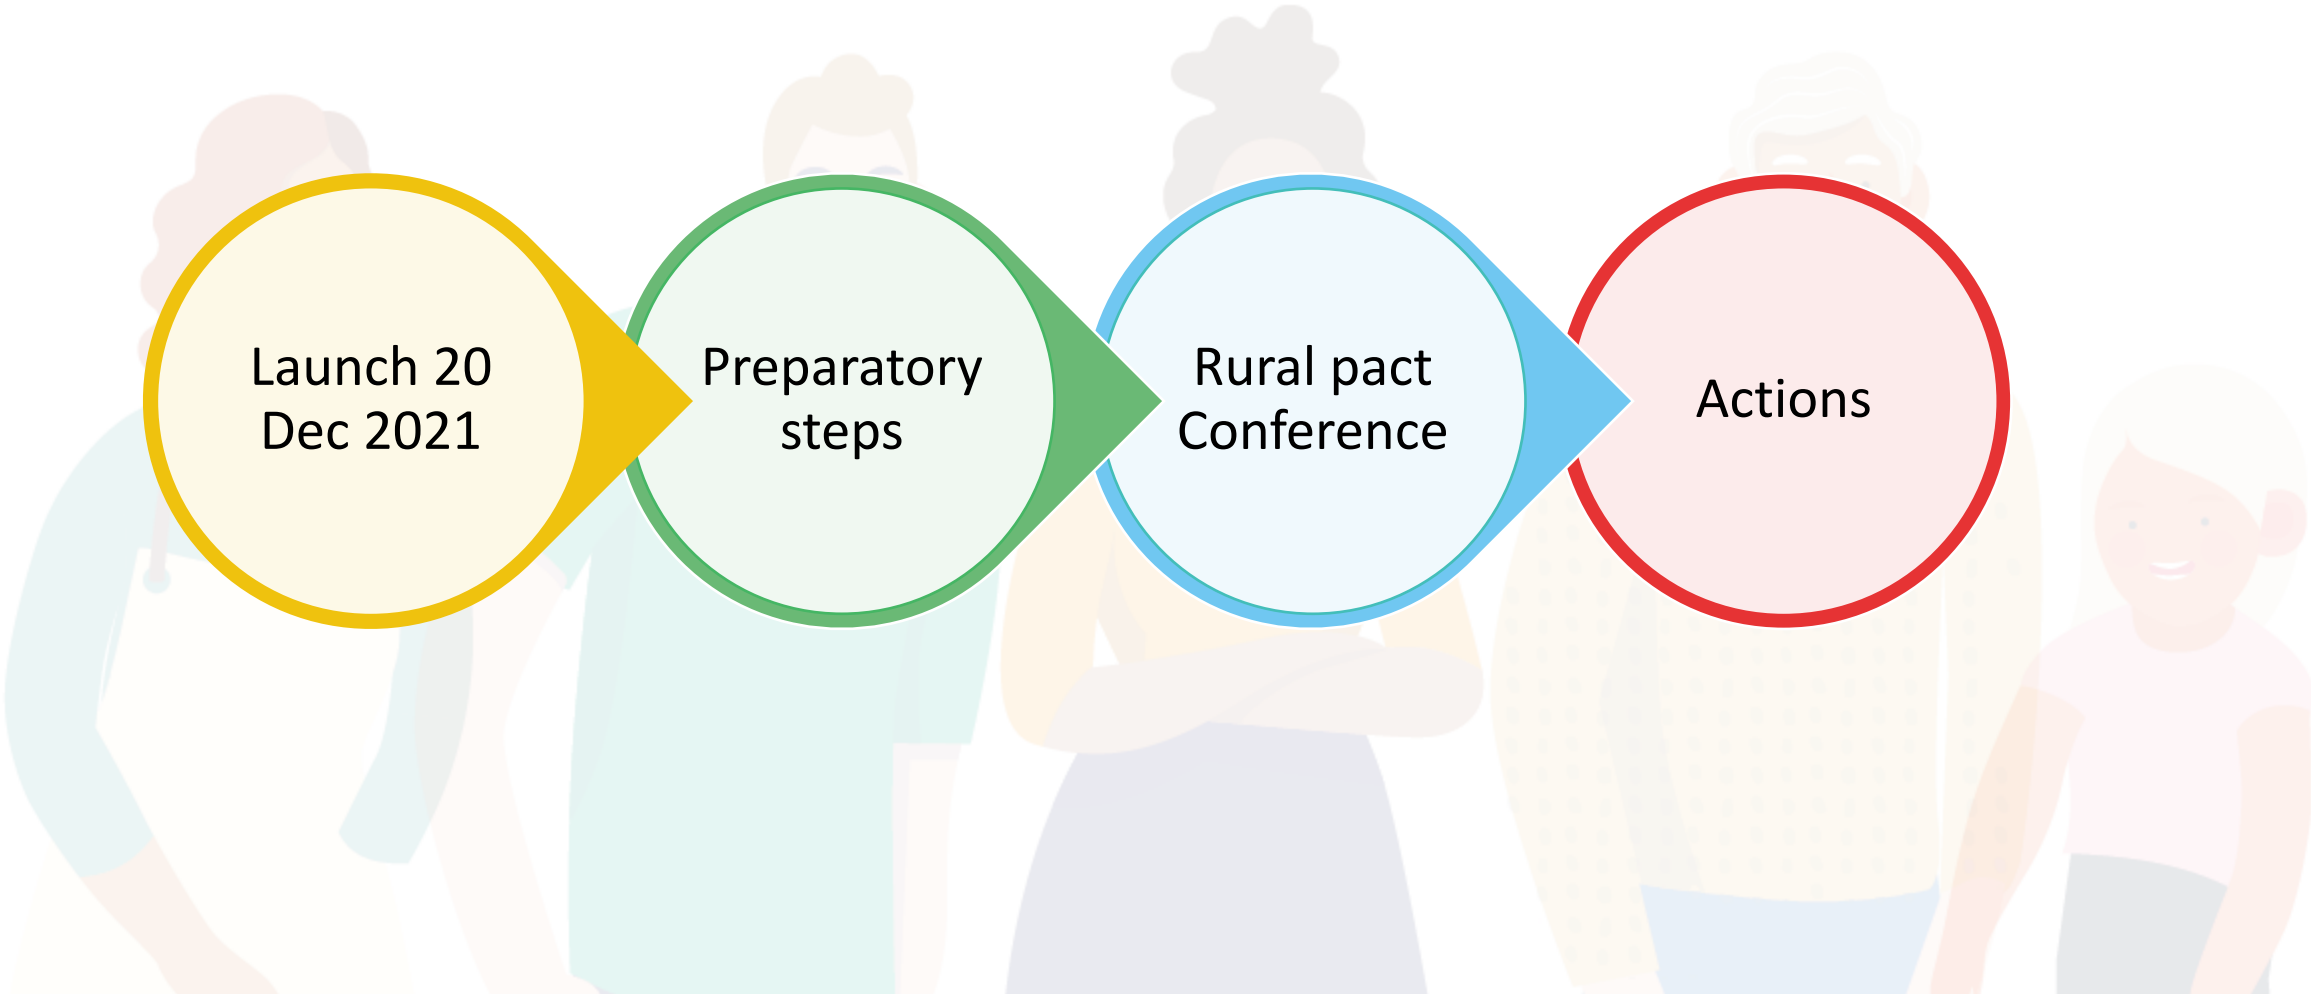 Launch 20
Dec 2021
Preparatory
steps
Rural pact
Conference
Actions